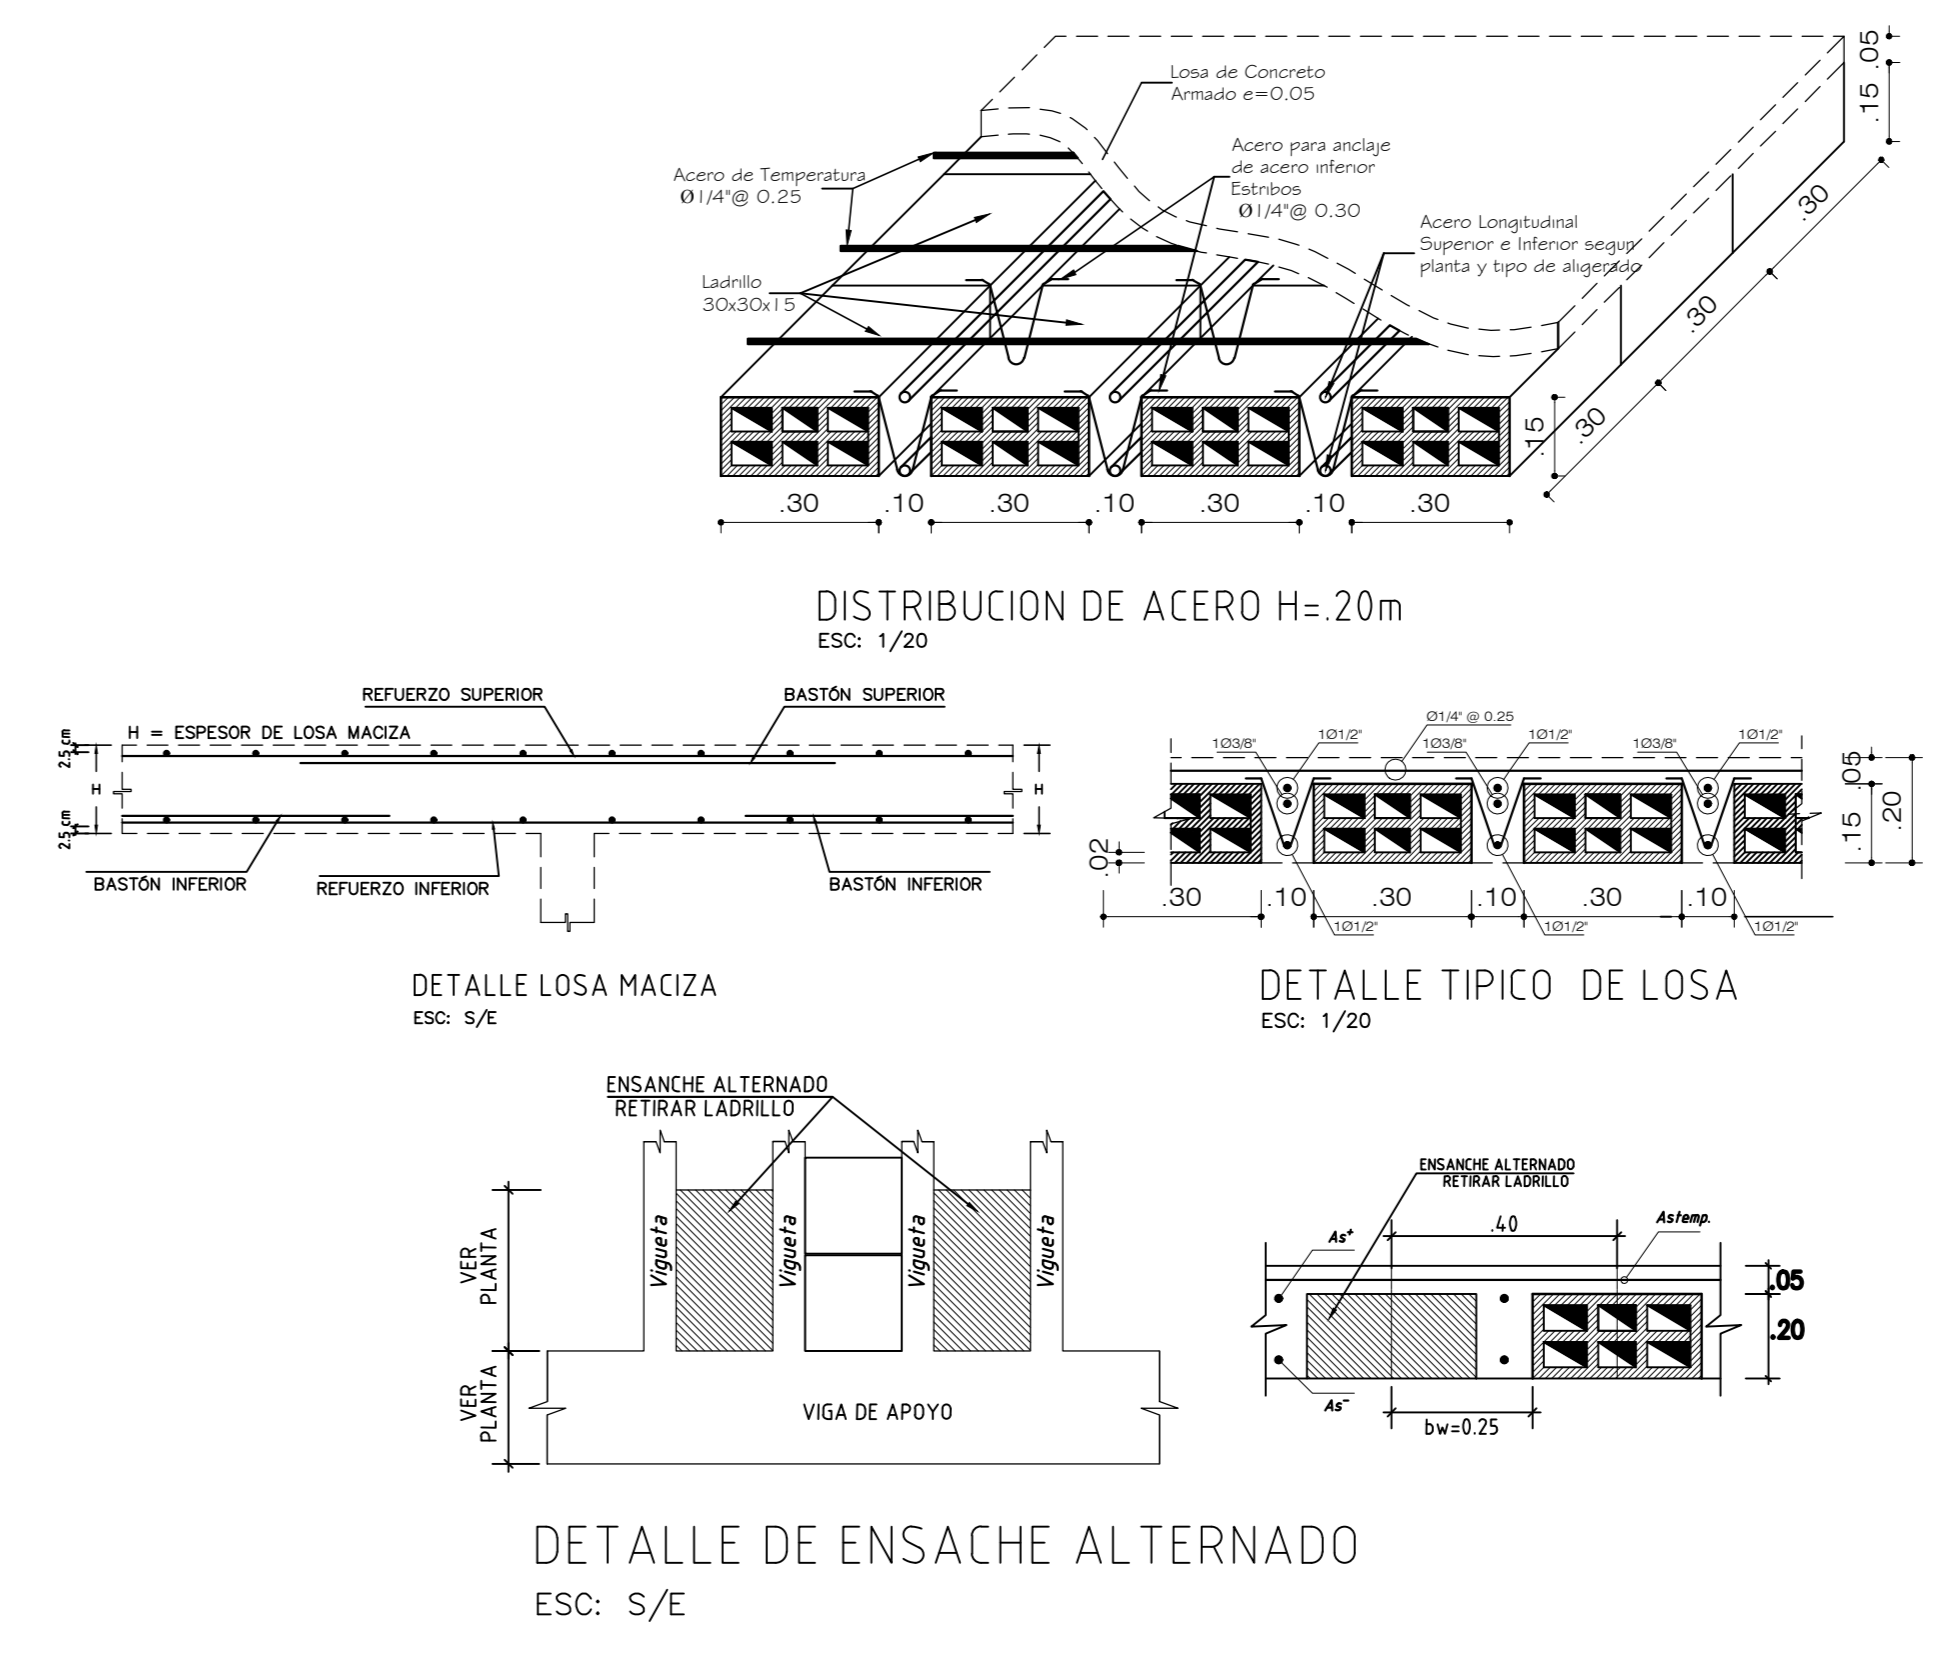 Losa de Concreto
Armado e=0.05
Acero para anclaje
de acero inferior
Estribos
Ø1/4"@ 0.30
Acero de Temperatura
Ø1/4"@ 0.25
Acero Longitudinal
Superior e Inferior segun
planta y tipo de aligerado
Ladrillo
30x30x15
.05
.15
.30
.30
.30
.15
.30
.10
.30
.10
.30
.10
.30
DISTRIBUCION DE ACERO H=.20m
ESC: 1/20
REFUERZO SUPERIOR
BASTÓN SUPERIOR
H = ESPESOR DE LOSA MACIZA
2.5 cm
H
H
2.5 cm
BASTÓN INFERIOR
REFUERZO INFERIOR
BASTÓN INFERIOR
DETALLE LOSA MACIZA
ESC: S/E
Ø1/4" @ 0.25
1Ø3/8"
1Ø1/2"
1Ø3/8"
1Ø1/2"
1Ø3/8"
1Ø1/2"
.05
.15
.20
.02
.30
.10
.30
.10
.30
.10
1Ø1/2"
1Ø1/2"
1Ø1/2"
DETALLE TIPICO DE LOSA
ESC: 1/20
ENSANCHE ALTERNADO
RETIRAR LADRILLO
Vigueta
Vigueta
Vigueta
Vigueta
VER
PLANTA
VER
PLANTA
VIGA DE APOYO
ENSANCHE ALTERNADO
RETIRAR LADRILLO
As+
.40
Astemp.
.05
.20
As-
bw=0.25
DETALLE DE ENSACHE ALTERNADO
ESC: S/E